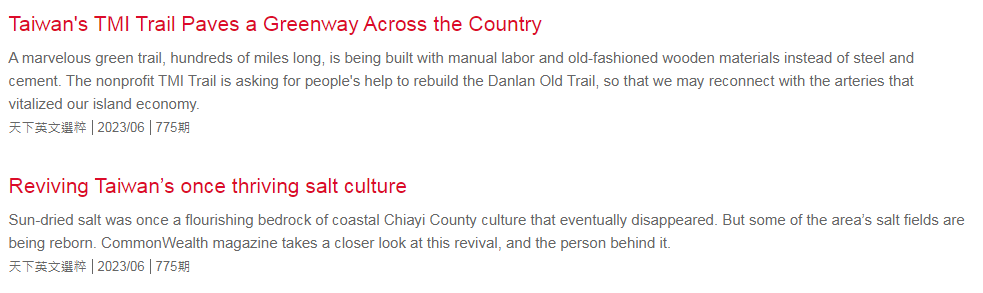 Taiwan's TMI Trail Paves a Greenway Across the Country
A marvelous green trail, hundreds of miles long, is being built with manual labor and old-fashioned wooden materials instead of steel and
cement. The nonprofit TMI Trail is asking for people's help to rebuild the Danlan Old Trail, so that we may reconnect with the arteries that
vitalized our island economy.
天下英文選粹 | 2023/06 | 775期
Reviving Taiwan’s once thriving salt culture
Sun-dried salt was once a flourishing bedrock of coastal Chiayi County culture that eventually disappeared. But some of the area’s salt fields are
being reborn. CommonWealth magazine takes a closer look at this revival, and the person behind it.
天下英文選粹 | 2023/06 | 775期